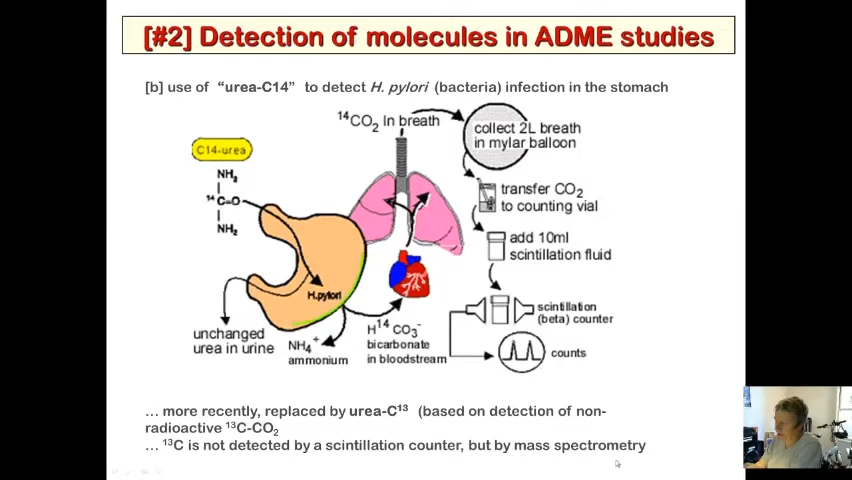 [#2] Detection of molecules in ADME studies
[b] use of “urea-C14” to detect H. pylori (bacteria) infection in the stomach
¹⁴CO₂ In breath
collect 2L breath
in mylar balloon
C14-urea
NH₂
¹⁴C=O
NH₂
transfer CO₂
to counting vial
add 10ml
scintillation fluid
H.pylori
unchanged
urea in urine
NH₄⁺
ammonium
H¹⁴CO₃⁻
bicarbonate
in bloodstream
scintillation
(beta) counter
counts
... more recently, replaced by urea-C¹³ (based on detection of non-
radioactive ¹³C-CO₂
... ¹³C is not detected by a scintillation counter, but by mass spectrometry